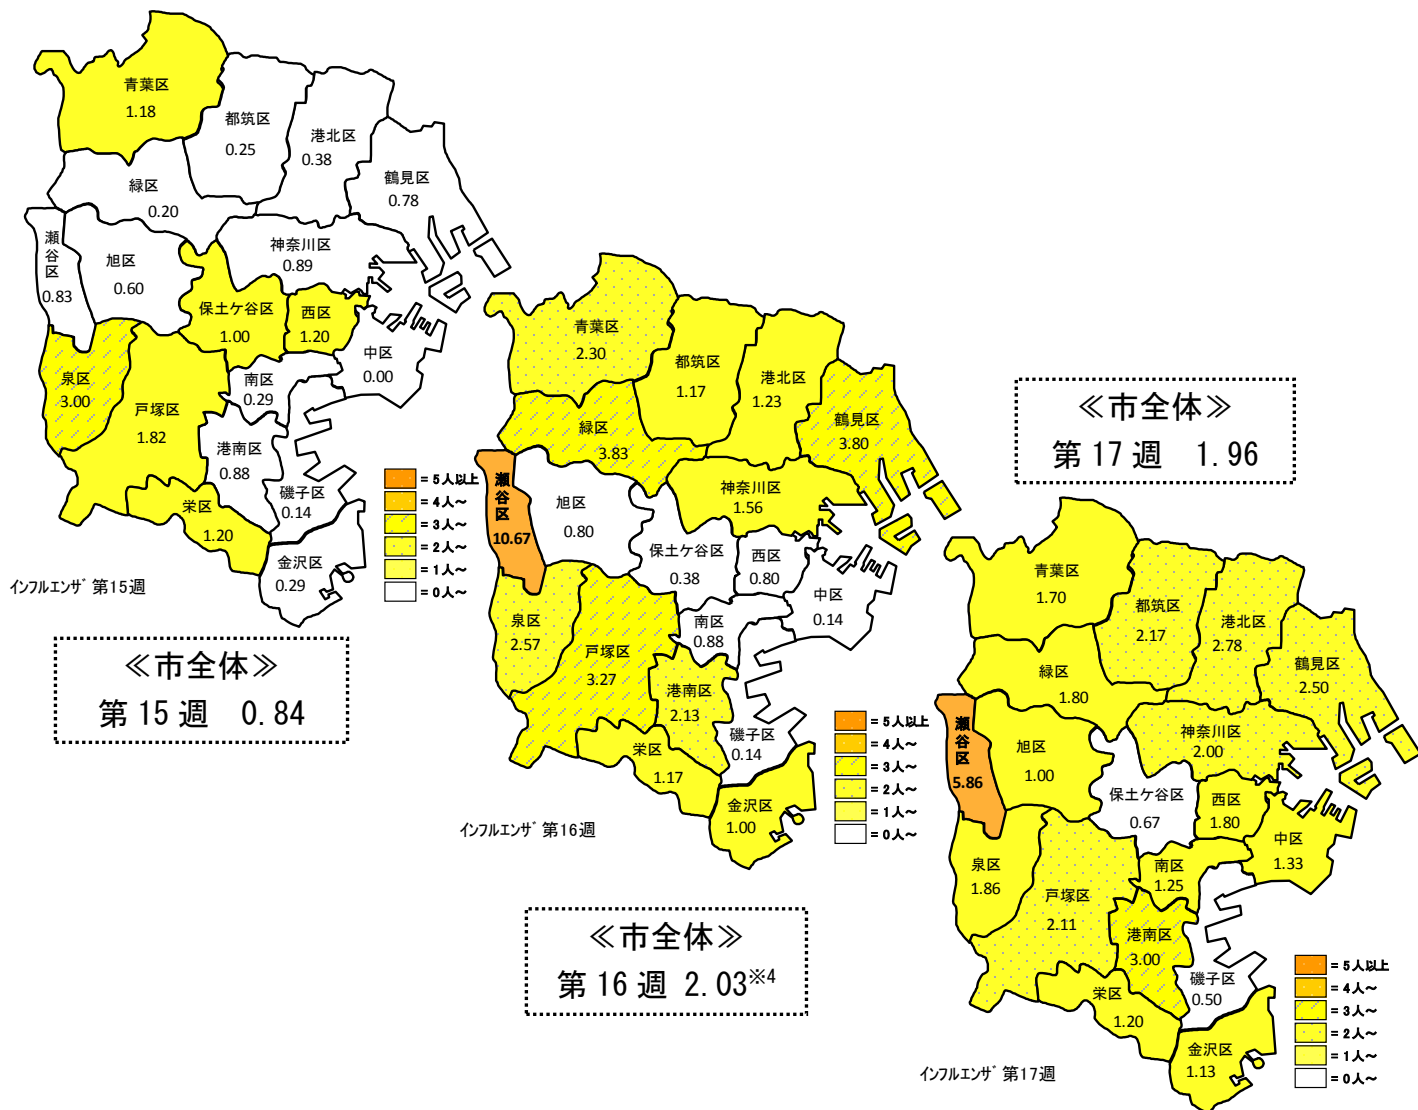 青葉区
1.18
都筑区
0.25
港北区
0.38
鶴見区
0.78
緑区
0.20
瀬谷区
0.83
旭区
0.60
神奈川区
0.89
保土ケ谷区
1.00
西区
1.20
中区
0.00
泉区
3.00
戸塚区
1.82
南区
0.29
港南区
0.88
磯子区
0.14
栄区
1.20
金沢区
0.29
= 5人以上
= 4人～
= 3人～
= 2人～
= 1人～
= 0人～
インフルエンザ 第15週
≪市全体≫
第 15 週 0.84
青葉区
2.30
都筑区
1.17
港北区
1.23
鶴見区
3.80
緑区
3.83
瀬谷区
10.67
旭区
0.80
神奈川区
1.56
保土ケ谷区
0.38
西区
0.80
中区
0.14
泉区
2.57
戸塚区
3.27
南区
0.88
港南区
2.13
磯子区
0.14
栄区
1.17
金沢区
1.00
= 5人以上
= 4人～
= 3人～
= 2人～
= 1人～
= 0人～
インフルエンザ 第16週
≪市全体≫
第 16 週 2.03※4
≪市全体≫
第 17 週 1.96
青葉区
1.70
都筑区
2.17
港北区
2.78
鶴見区
2.50
緑区
1.80
瀬谷区
5.86
旭区
1.00
神奈川区
2.00
保土ケ谷区
0.67
西区
1.80
中区
1.33
泉区
1.86
戸塚区
2.11
南区
1.25
港南区
3.00
磯子区
0.50
栄区
1.20
金沢区
1.13
= 5人以上
= 4人～
= 3人～
= 2人～
= 1人～
= 0人～
インフルエンザ 第17週